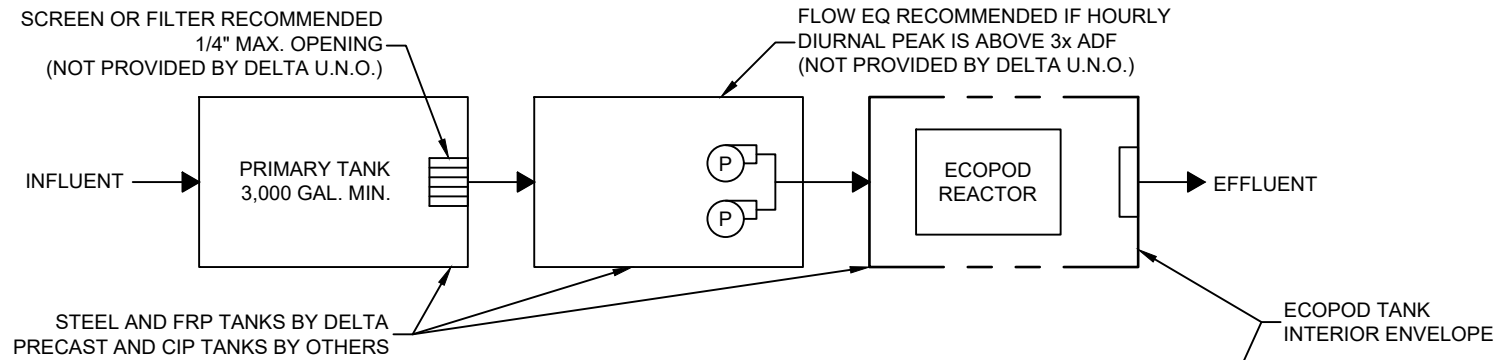 SCREEN OR FILTER RECOMMENDED
1/4" MAX. OPENING
(NOT PROVIDED BY DELTA U.N.O.)
FLOW EQ RECOMMENDED IF HOURLY
DIURNAL PEAK IS ABOVE 3x ADF
(NOT PROVIDED BY DELTA U.N.O.)
INFLUENT
PRIMARY TANK
3,000 GAL. MIN.
P
P
ECOPOD
REACTOR
EFFLUENT
STEEL AND FRP TANKS BY DELTA
PRECAST AND CIP TANKS BY OTHERS
ECOPOD TANK
INTERIOR ENVELOPE